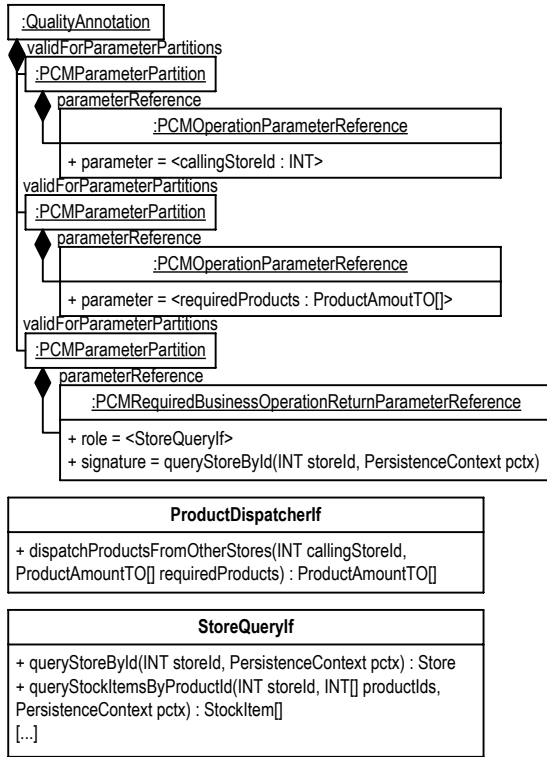 :QualityAnnotation
validForParameterPartitions
:PCMParameterPartition
parameterReference
:PCMOperationParameterReference
+ parameter = <callingStoreId : INT>
validForParameterPartitions
:PCMParameterPartition
parameterReference
:PCMOperationParameterReference
+ parameter = <requiredProducts : ProductAmoutTO[]>
validForParameterPartitions
:PCMParameterPartition
parameterReference
:PCMRequiredBusinessOperationReturnParameterReference
+ role = <StoreQueryIf>
+ signature = queryStoreById(INT storeId, PersistenceContext pctx)
ProductDispatcherIf
+ dispatchProductsFromOtherStores(INT callingStoreId,
ProductAmountTO[] requiredProducts) : ProductAmountTO[]
StoreQueryIf
+ queryStoreById(INT storeId, PersistenceContext pctx) : Store
+ queryStockItemsByProductId(INT storeId, INT[] productIds,
PersistenceContext pctx) : StockItem[]
[...]